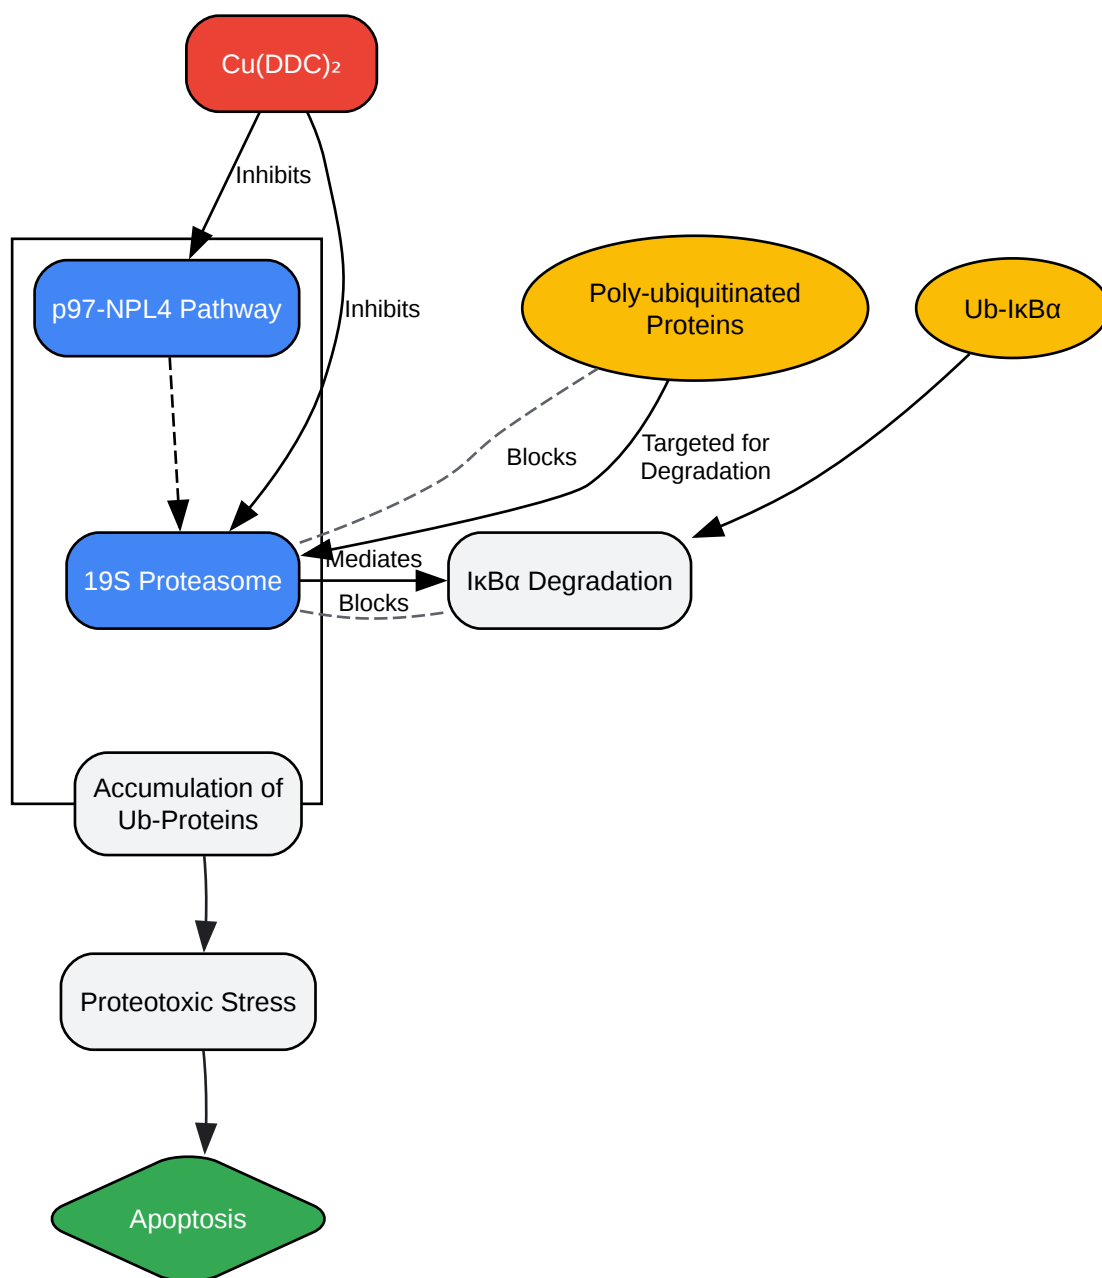 Cu(DDC)₂
Inhibits
p97-NPL4 Pathway
Inhibits
Poly-ubiquitinated
Proteins
Ub-IκBα
Blocks
Targeted for
Degradation
19S Proteasome
Mediates
Blocks
IκBα Degradation
Accumulation of
Ub-Proteins
Proteotoxic Stress
Apoptosis